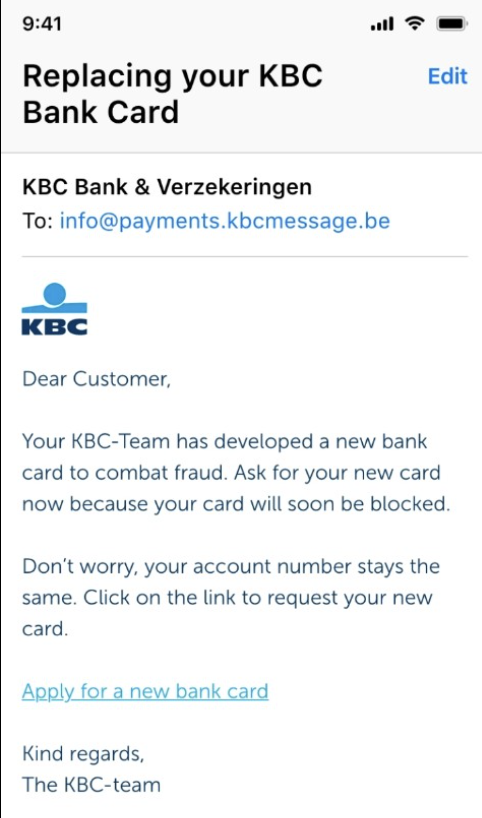 9:41
Replacing your KBC
Bank Card
Edit
KBC Bank & Verzekeringen
To: info@payments.kbcmessage.be
KBC
Dear Customer,
Your KBC-Team has developed a new bank
card to combat fraud. Ask for your new card
now because your card will soon be blocked.
Don’t worry, your account number stays the
same. Click on the link to request your new
card.
Apply for a new bank card
Kind regards,
The KBC-team